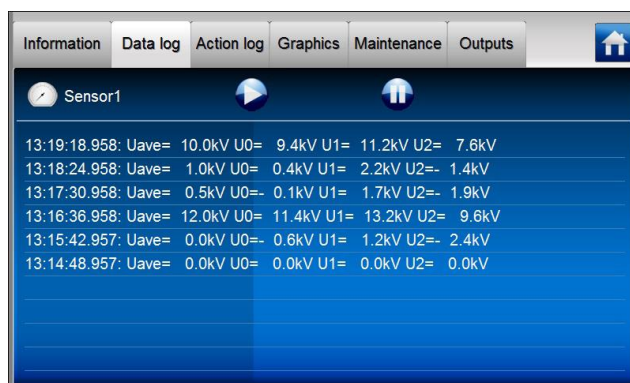 Information Data log Action log Graphics Maintenance Outputs
Sensor1
13:19:18.958: Uave= 10.0kV U0= 9.4kV U1= 11.2kV U2= 7.6kV
13:18:24.958: Uave= 1.0kV U0= 0.4kV U1= 2.2kV U2=- 1.4kV
13:17:30.958: Uave= 0.5kV U0=- 0.1kV U1= 1.7kV U2=- 1.9kV
13:16:36.958: Uave= 12.0kV U0= 11.4kV U1= 13.2kV U2= 9.6kV
13:15:42.957: Uave= 0.0kV U0=- 0.6kV U1= 1.2kV U2=- 2.4kV
13:14:48.957: Uave= 0.0kV U0= 0.0kV U1= 0.0kV U2= 0.0kV